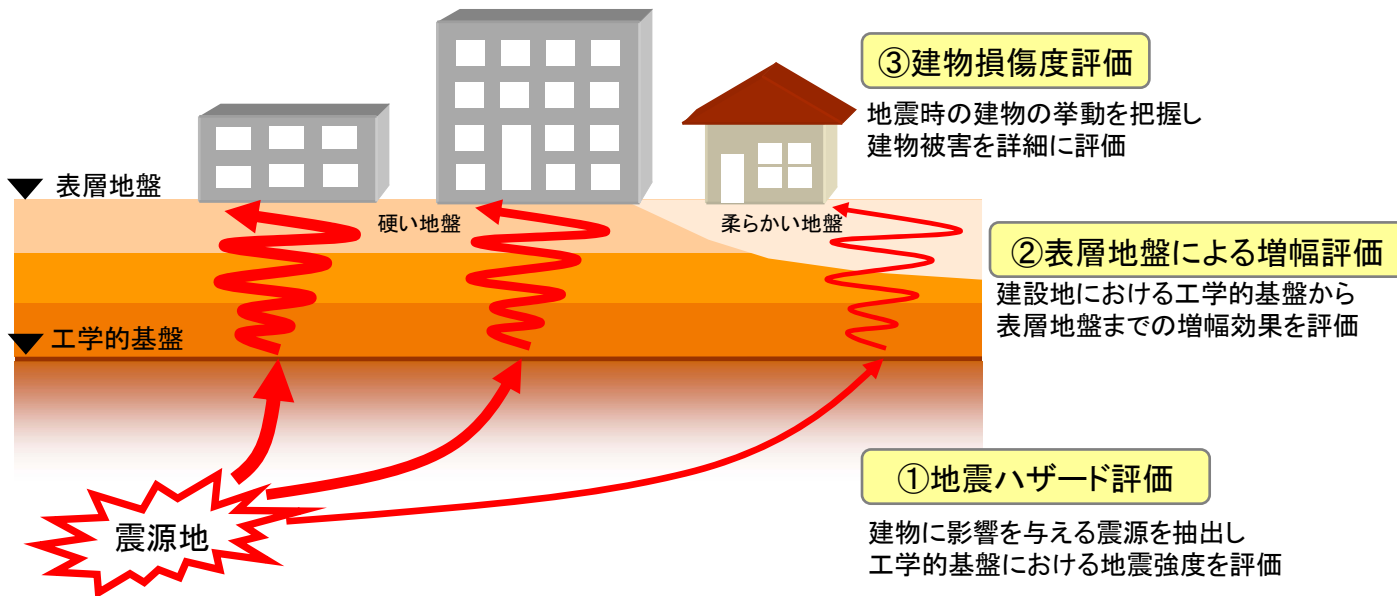 ③建物損傷度評価
地震時の建物の挙動を把握し
建物被害を詳細に評価
表層地盤
硬い地盤
柔らかい地盤
②表層地盤による増幅評価
建設地における工学的基盤から
表層地盤までの増幅効果を評価
工学的基盤
①地震ハザード評価
建物に影響を与える震源を抽出し
工学的基盤における地震強度を評価
震源地